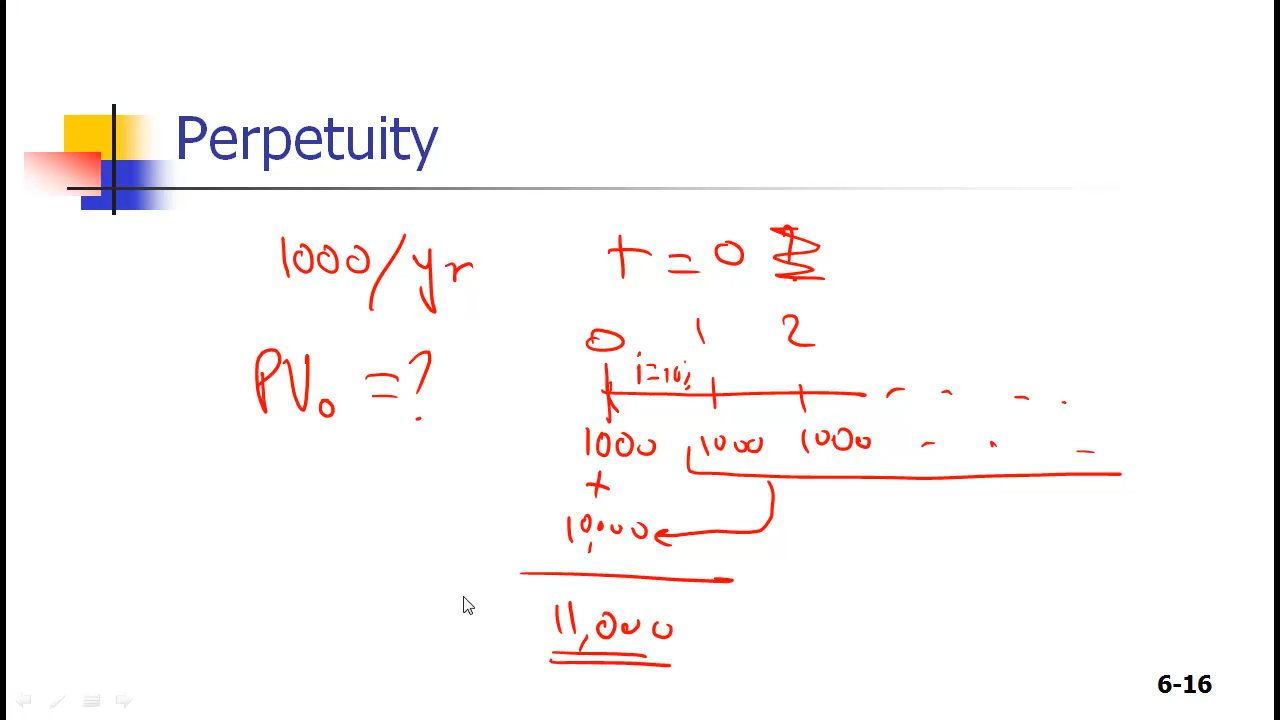 Perpetuity
1000/yr
t = 0
PV₀ = ?
0 1 2
i=10%
1000 1000 1000
+
10,000
11,000
6-16